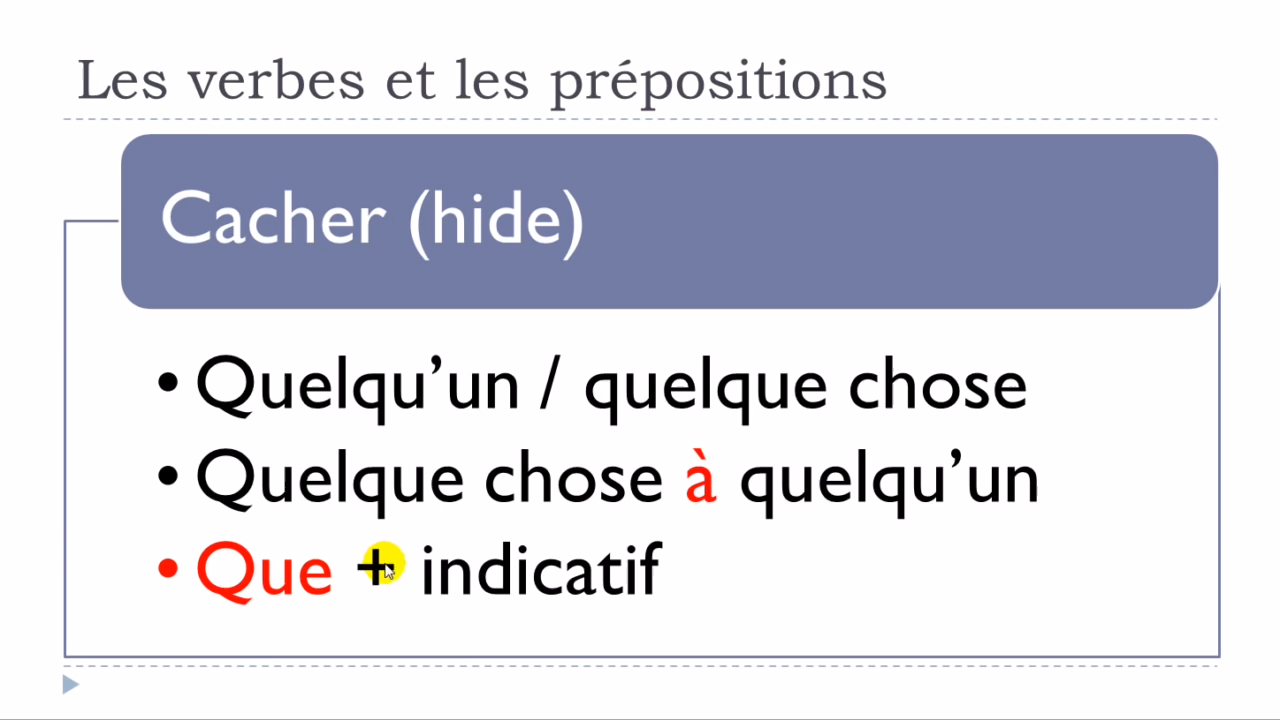 Les verbes et les prépositions
Cacher (hide)
• Quelqu’un / quelque chose
• Quelque chose à quelqu’un
• Que + indicatif